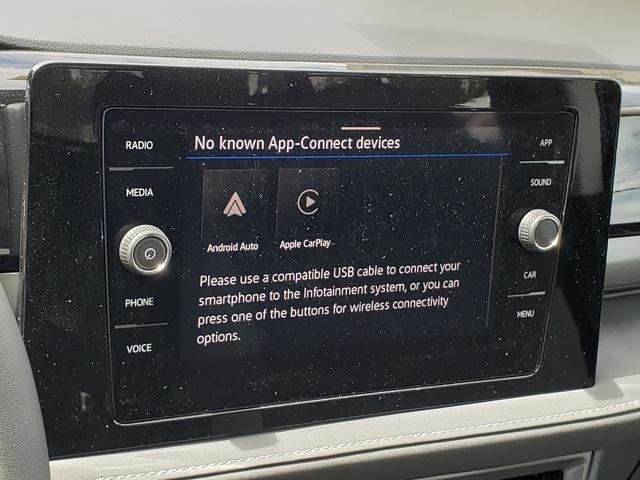 No known App-Connect devices
RADIO
MEDIA
PHONE
VOICE
Android Auto
Apple CarPlay
Please use a compatible USB cable to connect your
smartphone to the Infotainment system, or you can
press one of the buttons for wireless connectivity
options.
APP
SOUND
CAR
MENU